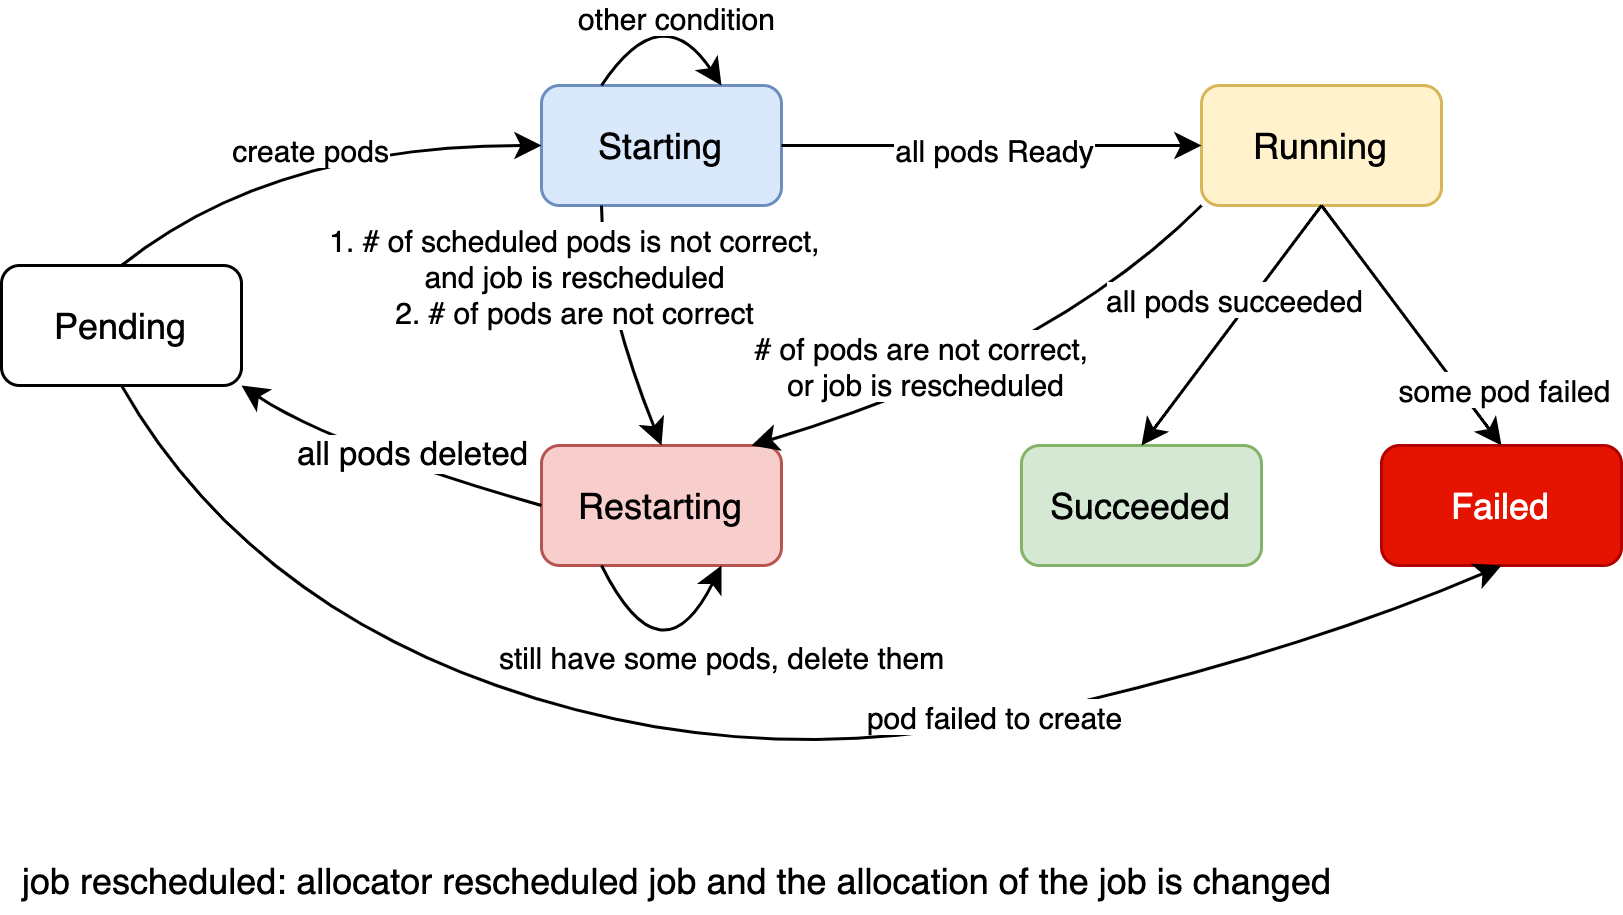 other condition
Starting
create pods
all pods Ready
Running
1. # of scheduled pods is not correct,
and job is rescheduled
2. # of pods are not correct
Pending
all pods succeeded
# of pods are not correct,
or job is rescheduled
some pod failed
all pods deleted
Restarting
Succeeded
Failed
still have some pods, delete them
pod failed to create
job rescheduled: allocator rescheduled job and the allocation of the job is changed